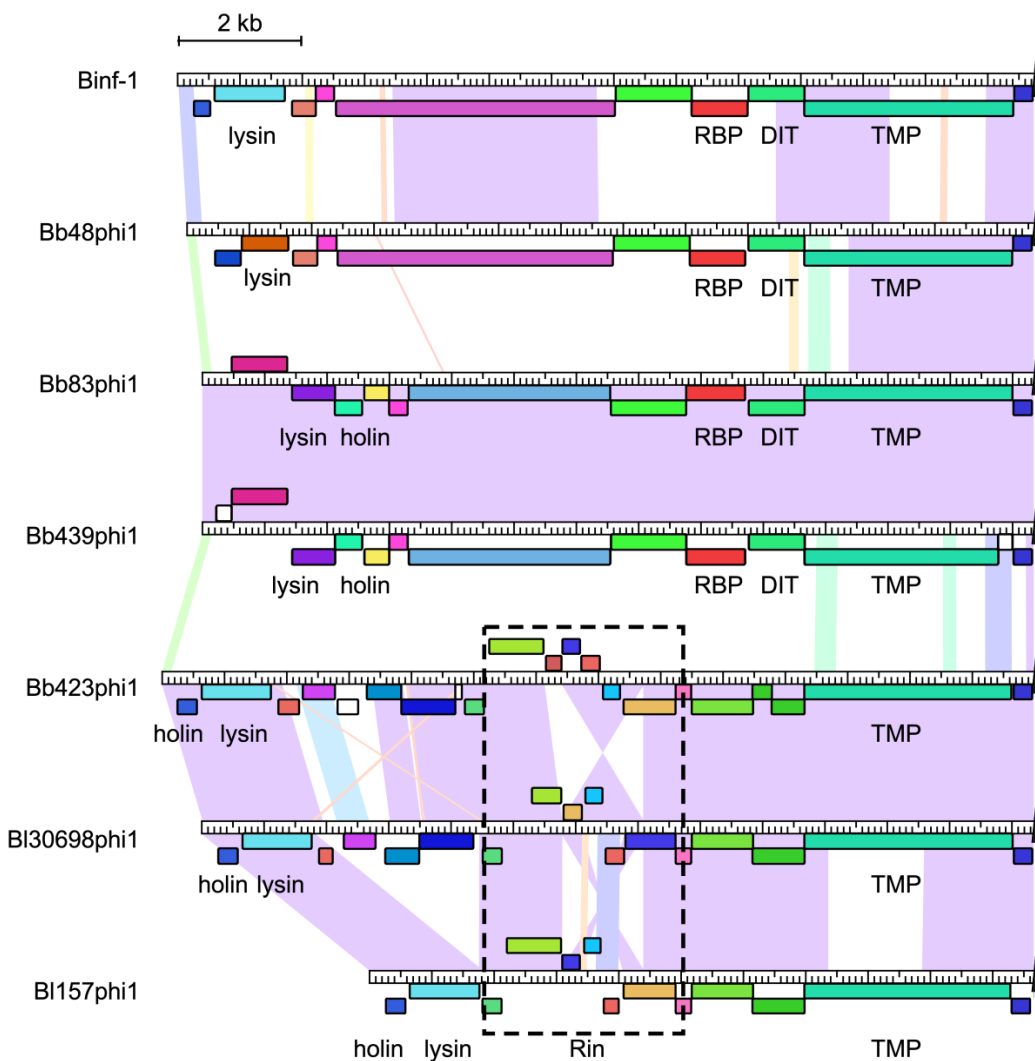 2 kb
Binf-1
lysin RBP DIT TMP
Bb48phi1
lysin RBP DIT TMP
Bb83phi1
lysin holin RBP DIT TMP
Bb439phi1
lysin holin RBP DIT TMP
Bb423phi1
holin lysin TMP
Bl30698phi1
holin lysin TMP
Bl157phi1
holin lysin Rin TMP